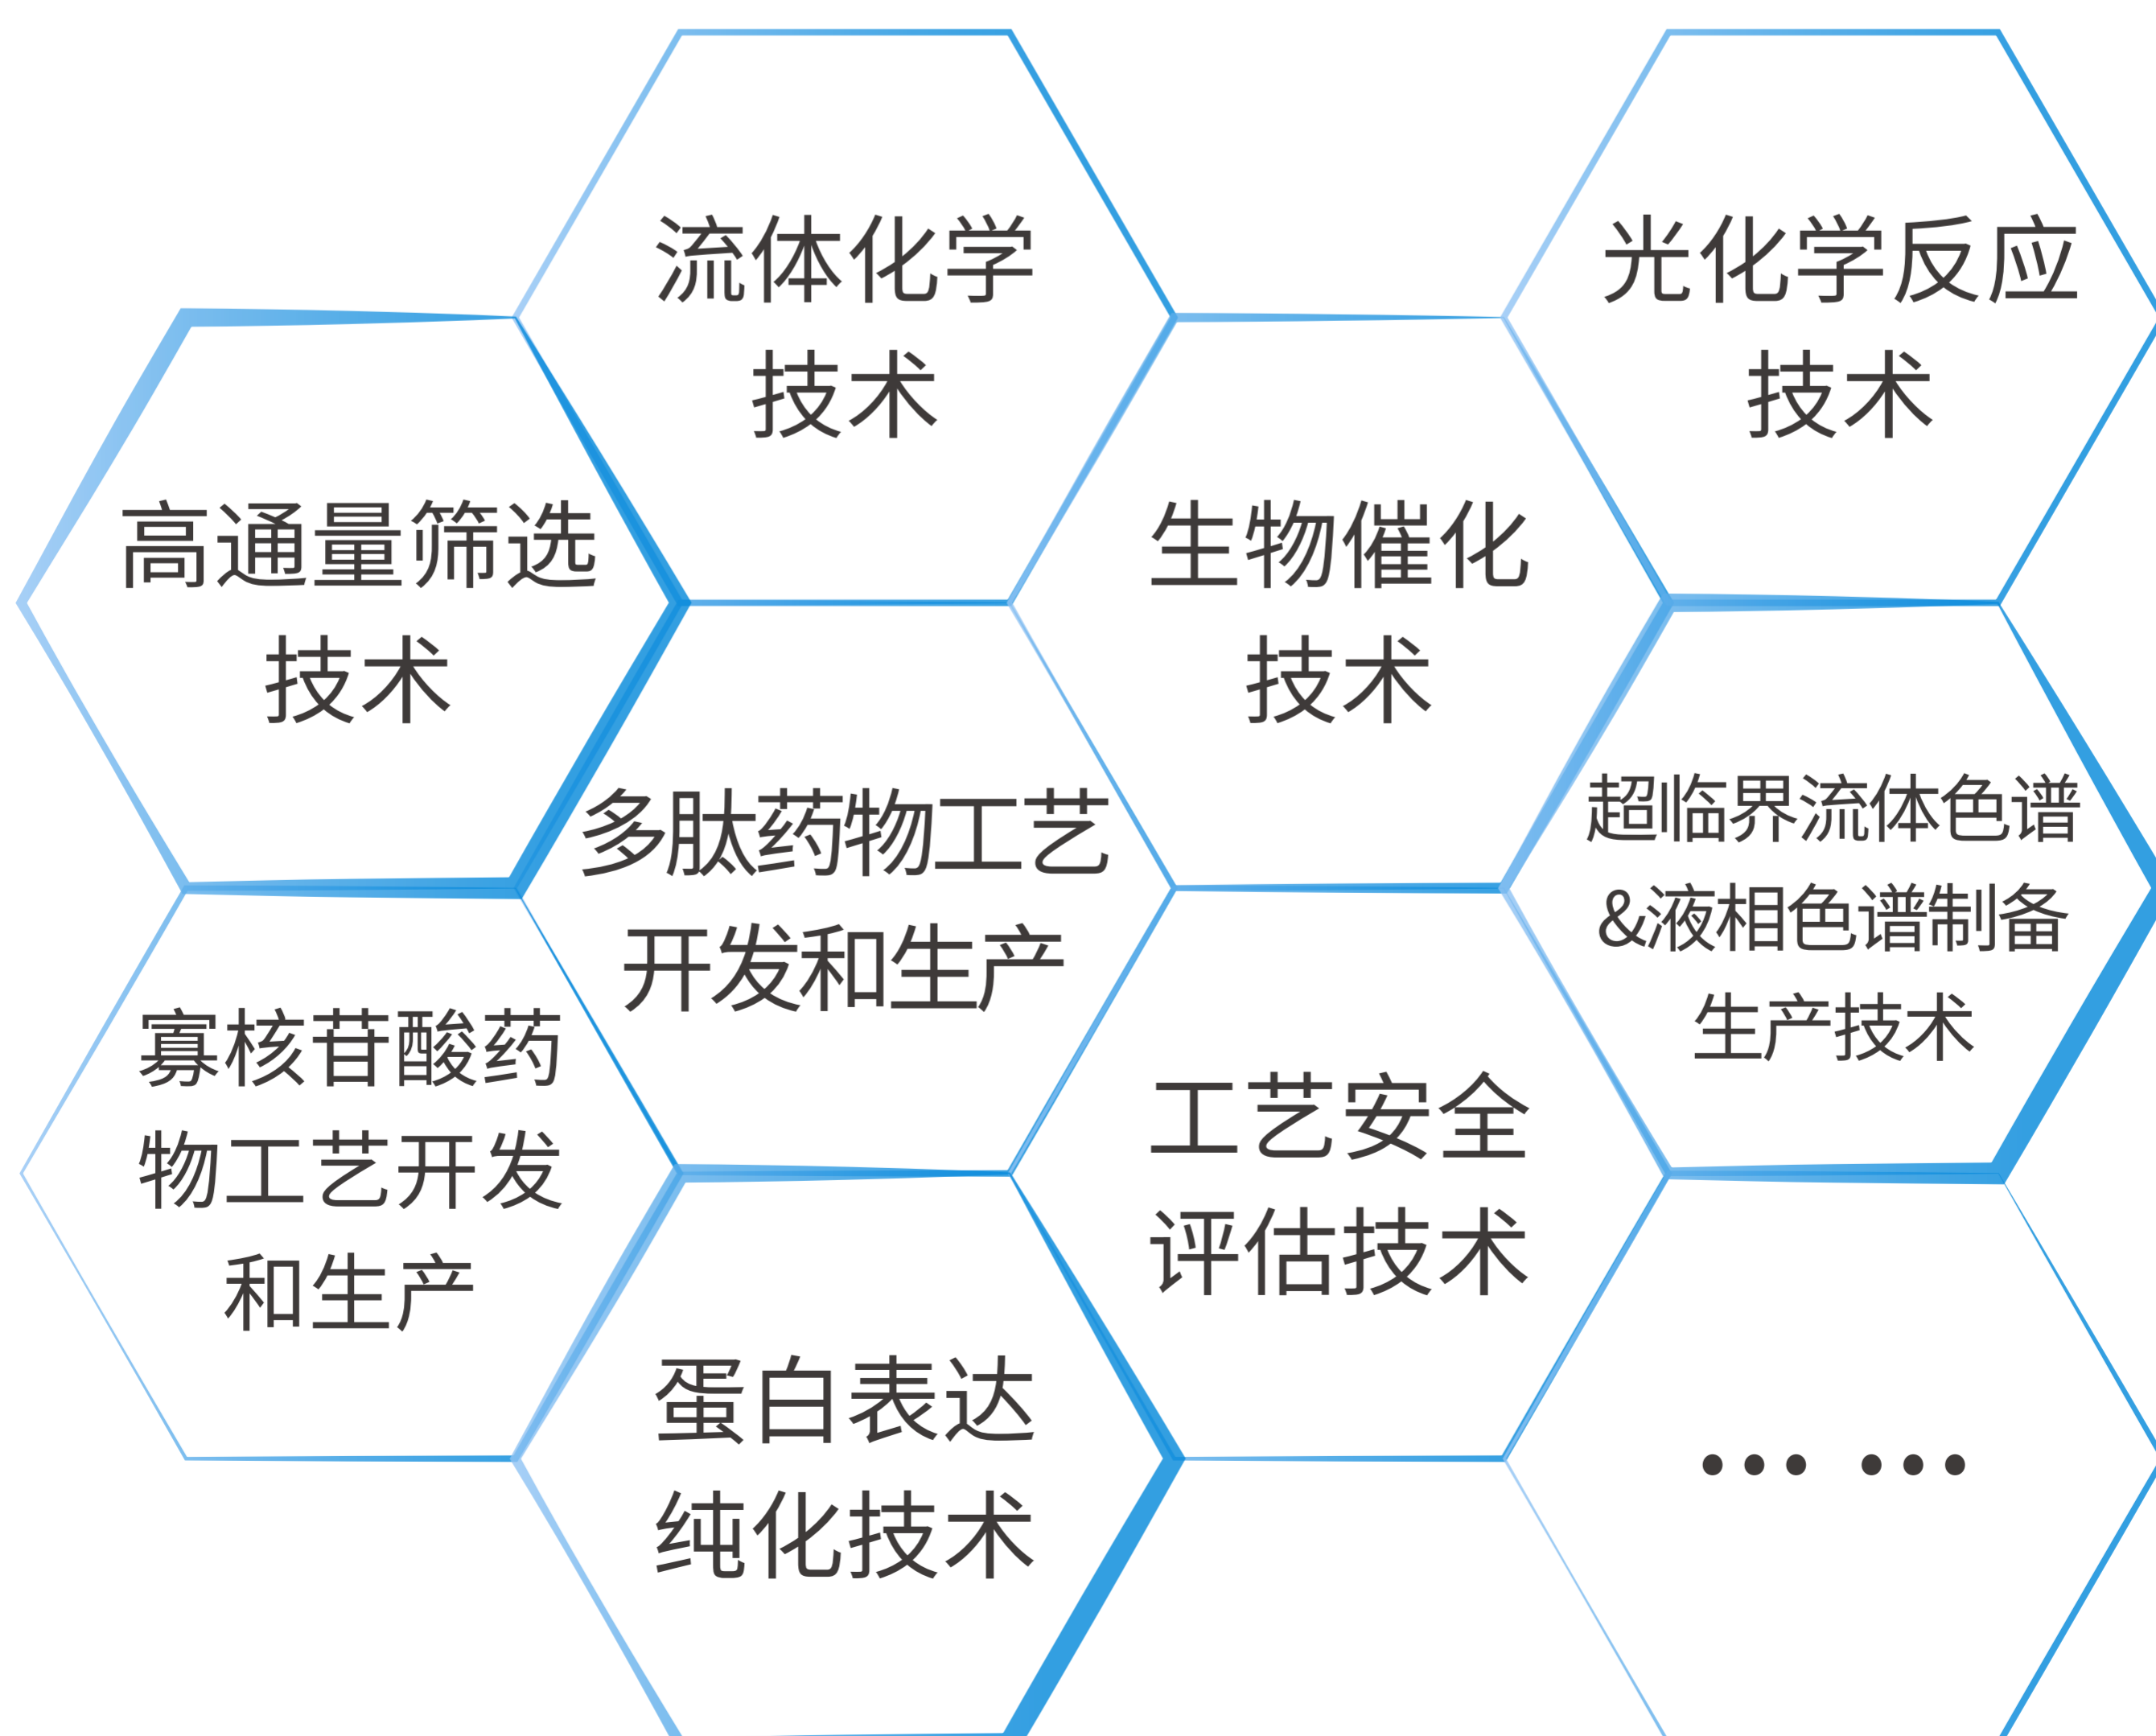 流体化学
技术
光化学反应
技术
高通量筛选
技术
生物催化
技术
多肽药物工艺
开发和生产
超临界流体色谱
&液相色谱制备
生产技术
寡核苷酸药
物工艺开发
和生产
工艺安全
评估技术
蛋白表达
纯化技术
••• •••